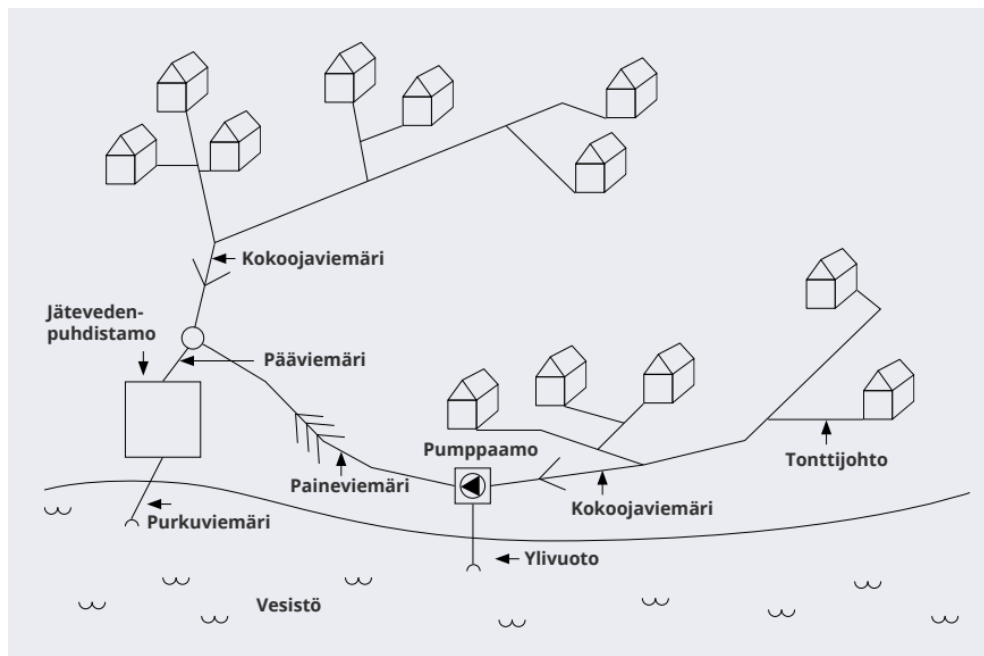 Kokoojaviemäri
Jäteveden-
puhdistamo
Pääviemäri
Pumppaamo
Tonttijohto
Paineviemäri
Kokoojaviemäri
Purkuviemäri
Ylivuoto
Vesistö